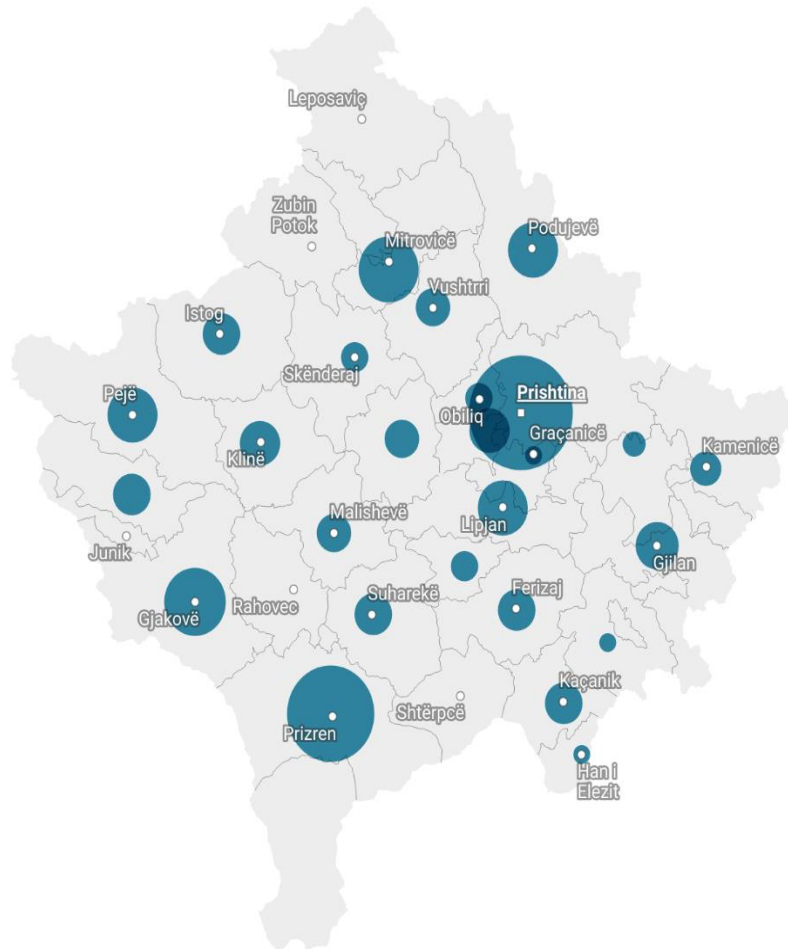 Leposaviç
Zubin
Potok
Mitrovicë
Podujevë
Vushtrri
Istog
Skënderaj
Pejë
Prishtina
Obiliq
Graçanicë
Klinë
Kamenicë
Malishevë
Lipjan
Junik
Gjilan
Gjakovë
Rahovec
Suharekë
Ferizaj
Kaçanik
Shtërpcë
Prizren
Han i
Elezit